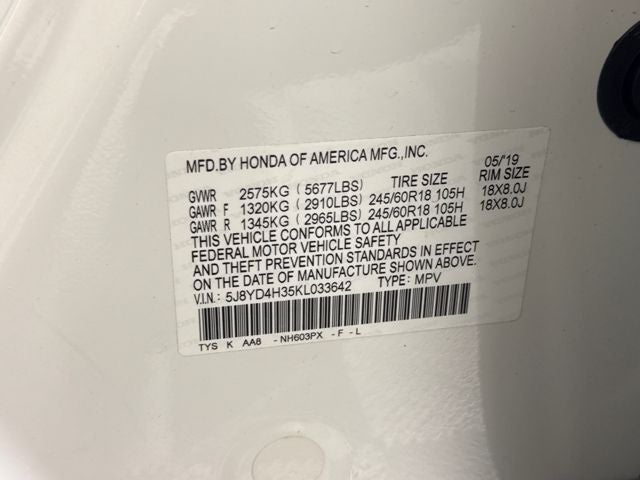 MFD.BY HONDA OF AMERICA MFG.,INC. 05/'19
TIRE SIZE RIM SIZE
GVWR 2575KG ( 5677LBS)
GAWR F 1320KG ( 2910LBS) 245/60R18 105H 18X8.0J
GAWR R 1345KG ( 2965LBS) 245/60R18 105H 18X8.0J
THIS VEHICLE CONFORMS TO ALL APPLICABLE
FEDERAL MOTOR VEHICLE SAFETY
AND THEFT PREVENTION STANDARDS IN EFFECT
ON THE DATE OF MANUFACTURE SHOWN ABOVE.
V.I.N.: 5J8YD4H35KL033642 TYPE: MPV
TYS K AA8 -NH603PX -F-L